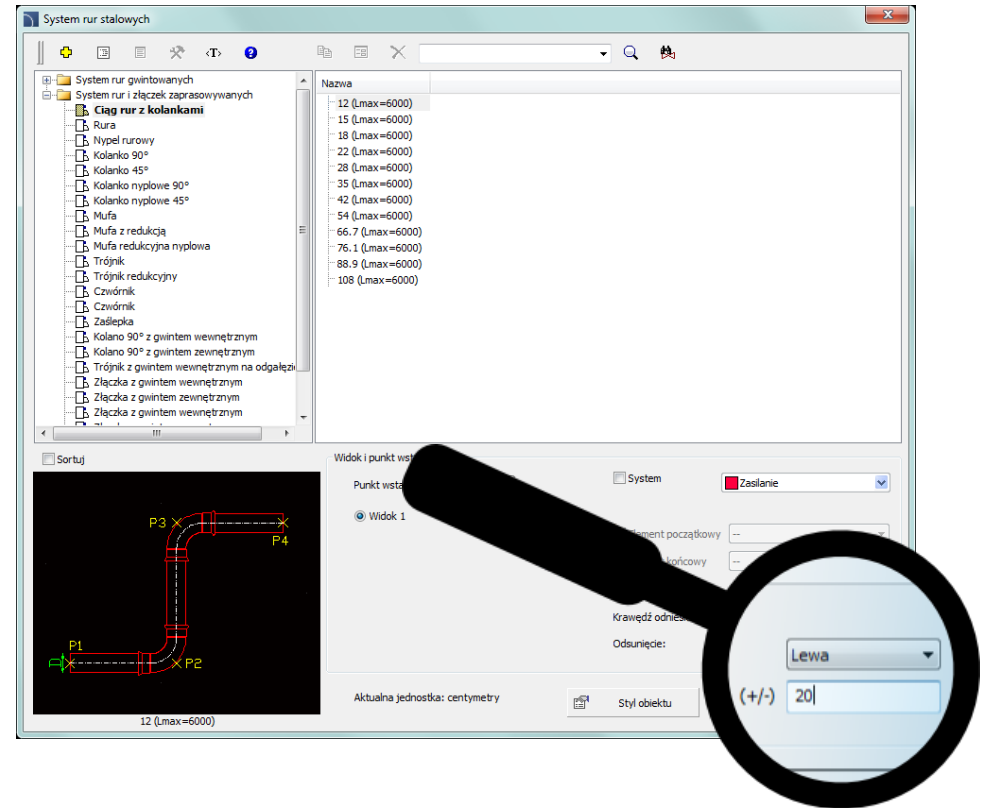 System rur stalowych
<T>
System rur gwintowanych
System rur i złączek zaprasowywanych
Ciąg rur z kolankami
Rura
Nypel rurowy
Kolanko 90°
Kolanko 45°
Kolanko nyplowe 90°
Kolanko nyplowe 45°
Mufa
Mufa z redukcją
Mufa redukcyjna nyplowa
Trójnik
Trójnik redukcyjny
Czwórnik
Czwórnik
Zaślepka
Kolano 90° z gwintem wewnętrznym
Kolano 90° z gwintem zewnętrznym
Trójnik z gwintem wewnętrznym na odgałęzi
Złączka z gwintem wewnętrznym
Złączka z gwintem zewnętrznym
Złączka z gwintem wewnętrznym
Nazwa
12 (Lmax=6000)
15 (Lmax=6000)
18 (Lmax=6000)
22 (Lmax=6000)
28 (Lmax=6000)
35 (Lmax=6000)
42 (Lmax=6000)
54 (Lmax=6000)
66.7 (Lmax=6000)
76.1 (Lmax=6000)
88.9 (Lmax=6000)
108 (Lmax=6000)
Sortuj
P3
P4
P1
P2
12 (Lmax=6000)
Widok i punkt
Punkt
Widok 1
System
Zasilanie
początkowy
--
końcowy
--
Krawędź
Odsunięcie:
Lewa
(+/-) 20
Aktualna jednostka: centymetry
Styl obiektu